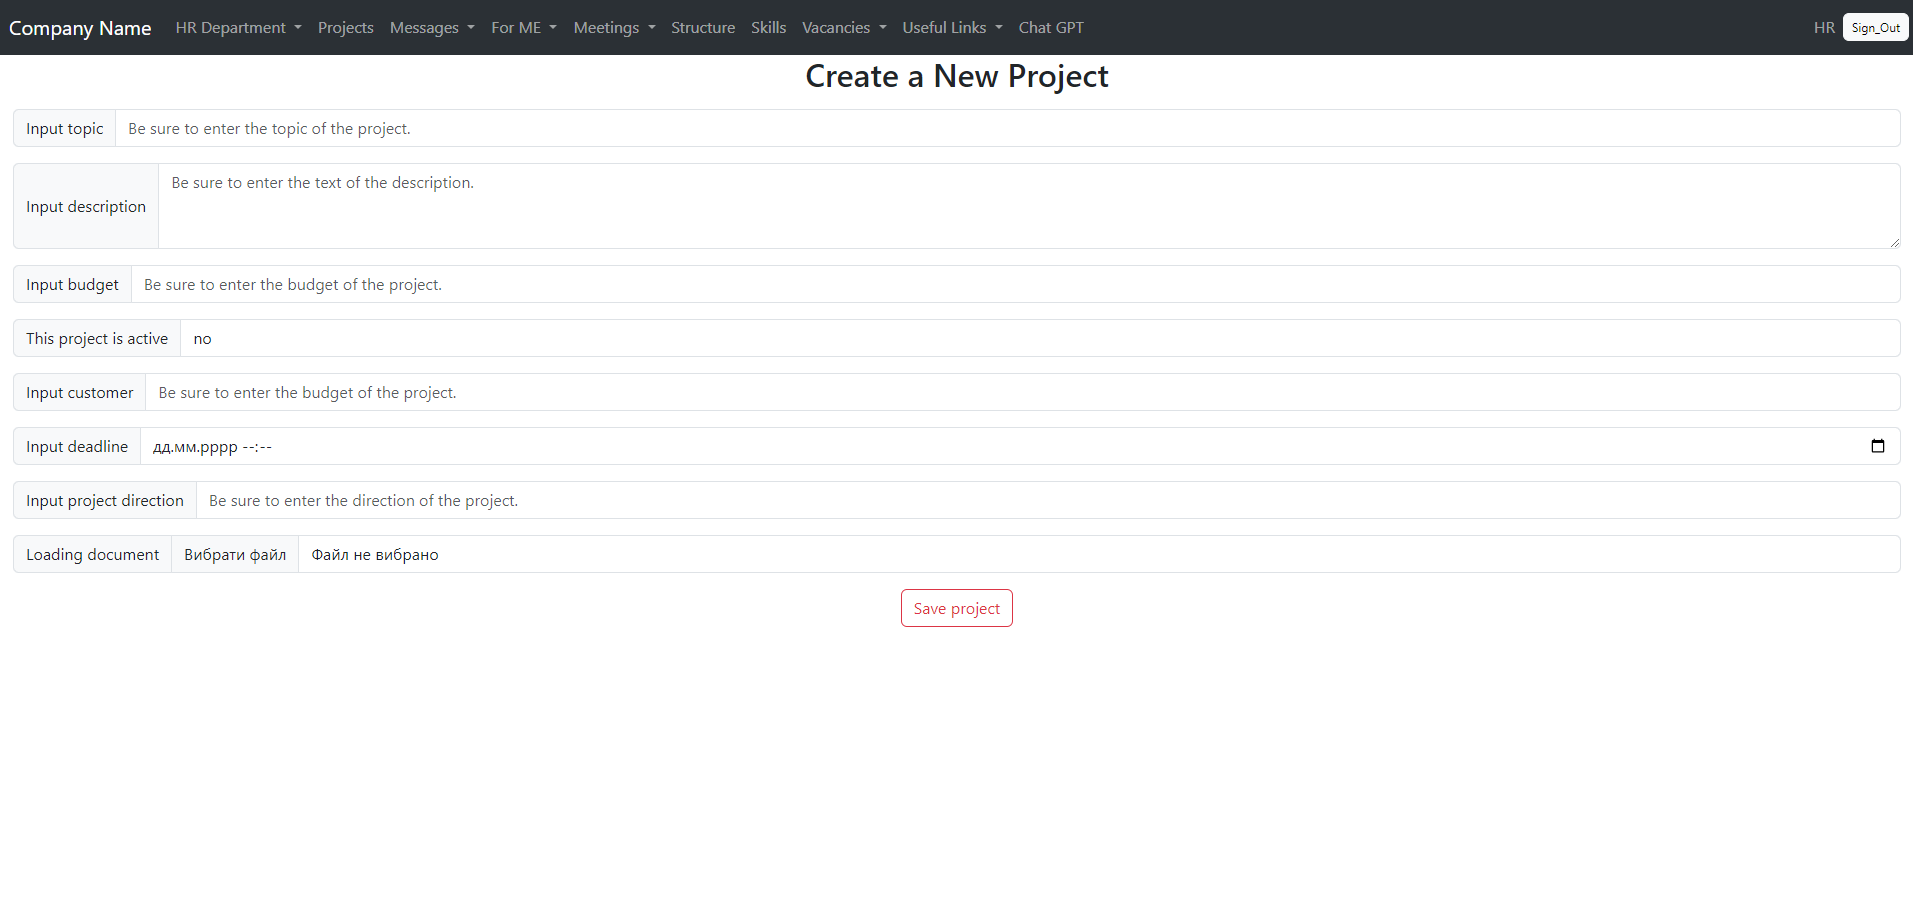 Company Name HR Department Projects Messages For ME Meetings Structure Skills Vacancies Useful Links Chat GPT HR Sign_Out
Create a New Project
Input topic Be sure to enter the topic of the project.
Input description Be sure to enter the text of the description.
Input budget Be sure to enter the budget of the project.
This project is active no
Input customer Be sure to enter the budget of the project.
Input deadline дд.мм.рррр --:--
Input project direction Be sure to enter the direction of the project.
Loading document Вибрати файл Файл не вибрано
Save project